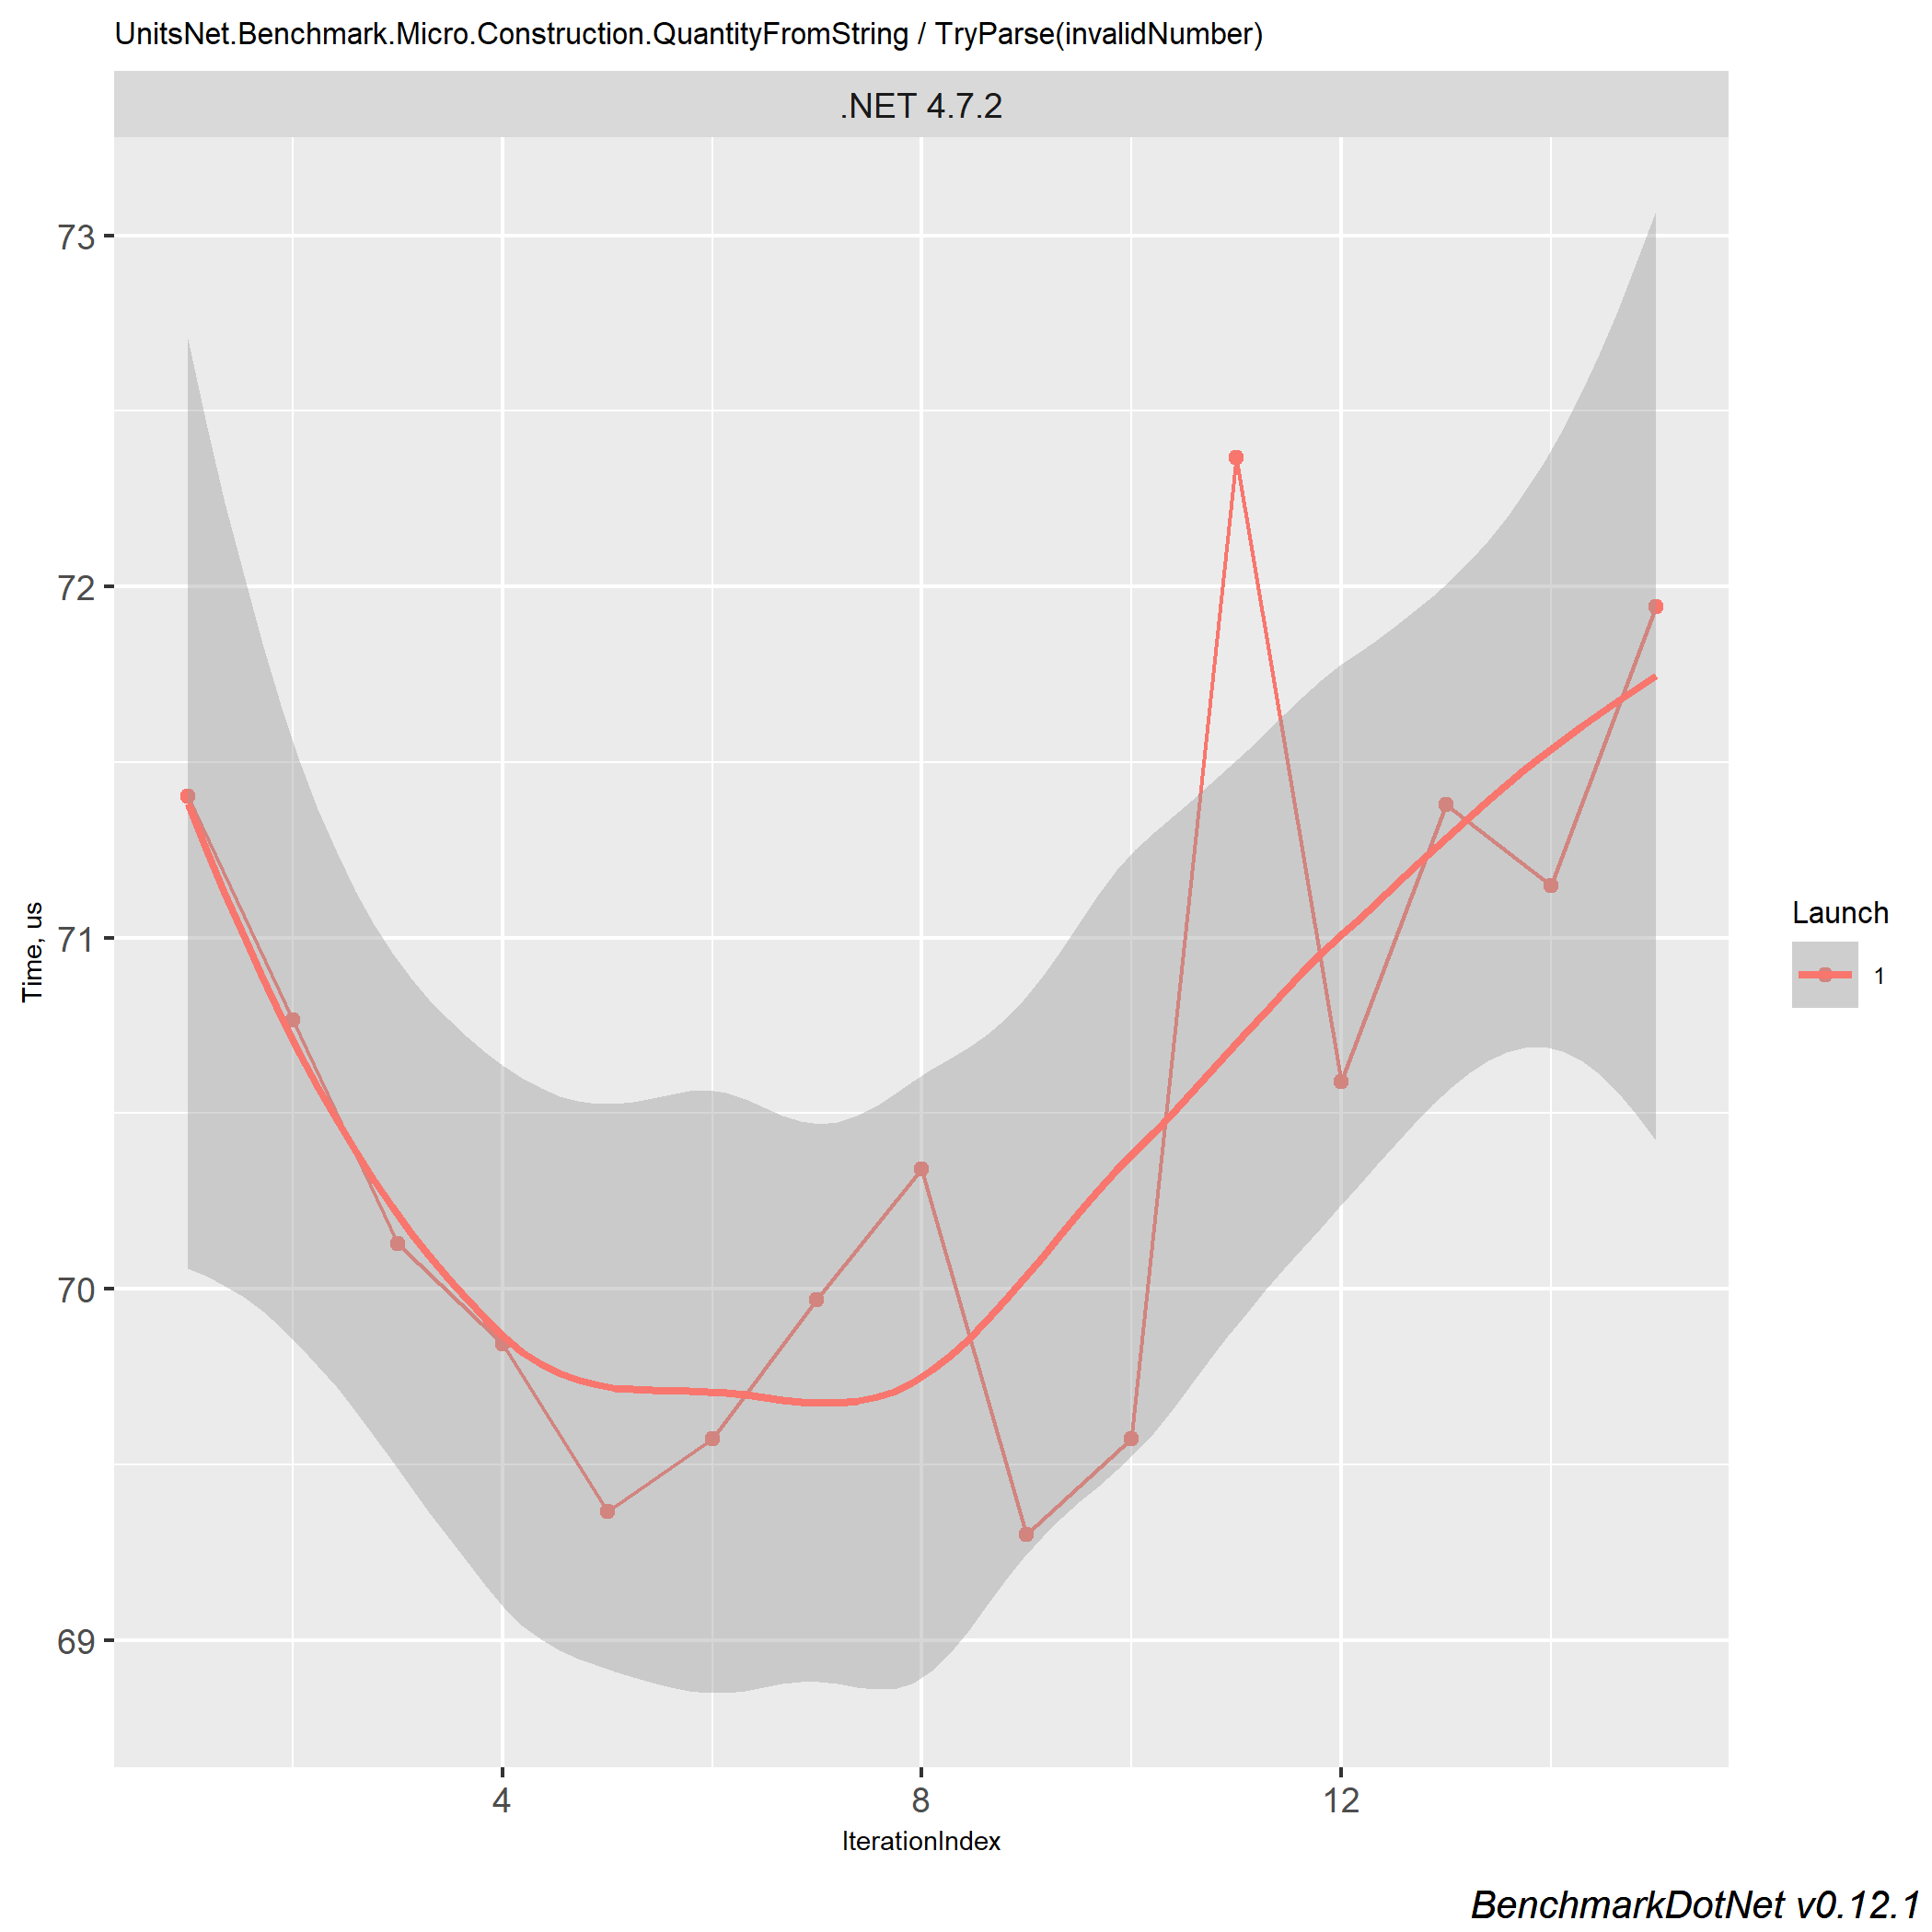 UnitsNet.Benchmark.Micro.Construction.QuantityFromString / TryParse(invalidNumber)
.NET 4.7.2
73
72
71
70
69
Time, us
4
8
12
IterationIndex
Launch
1
BenchmarkDotNet v0.12.1